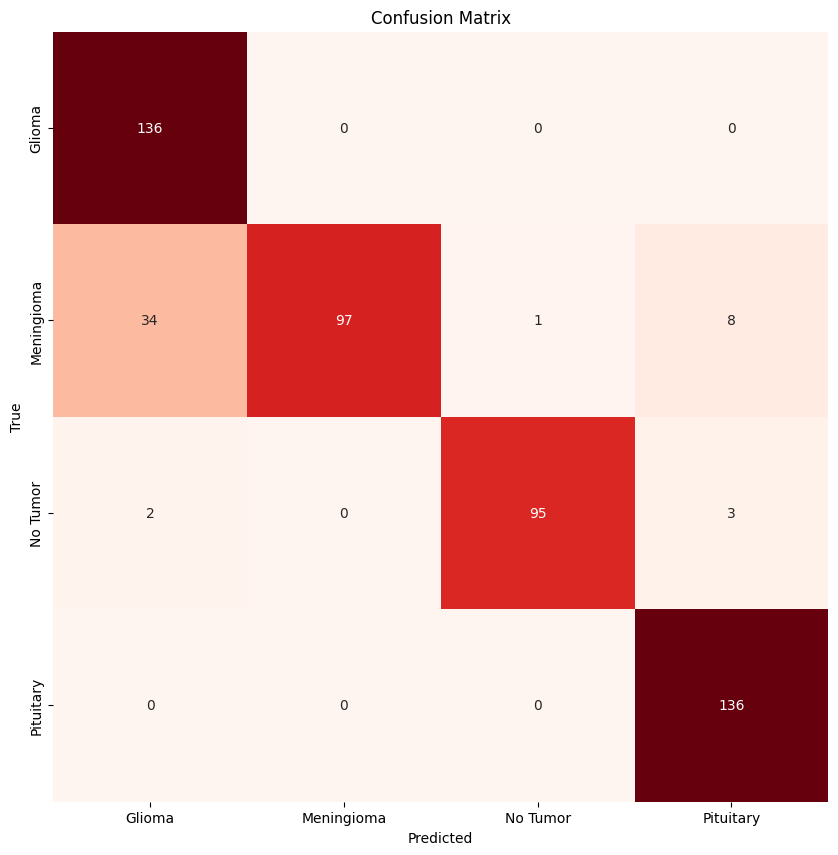 Confusion Matrix
Glioma
136 0 0 0
Meningioma
34 97 1 8
True
No Tumor
2 0 95 3
Pituitary
0 0 0 136
Glioma Meningioma No Tumor Pituitary
Predicted